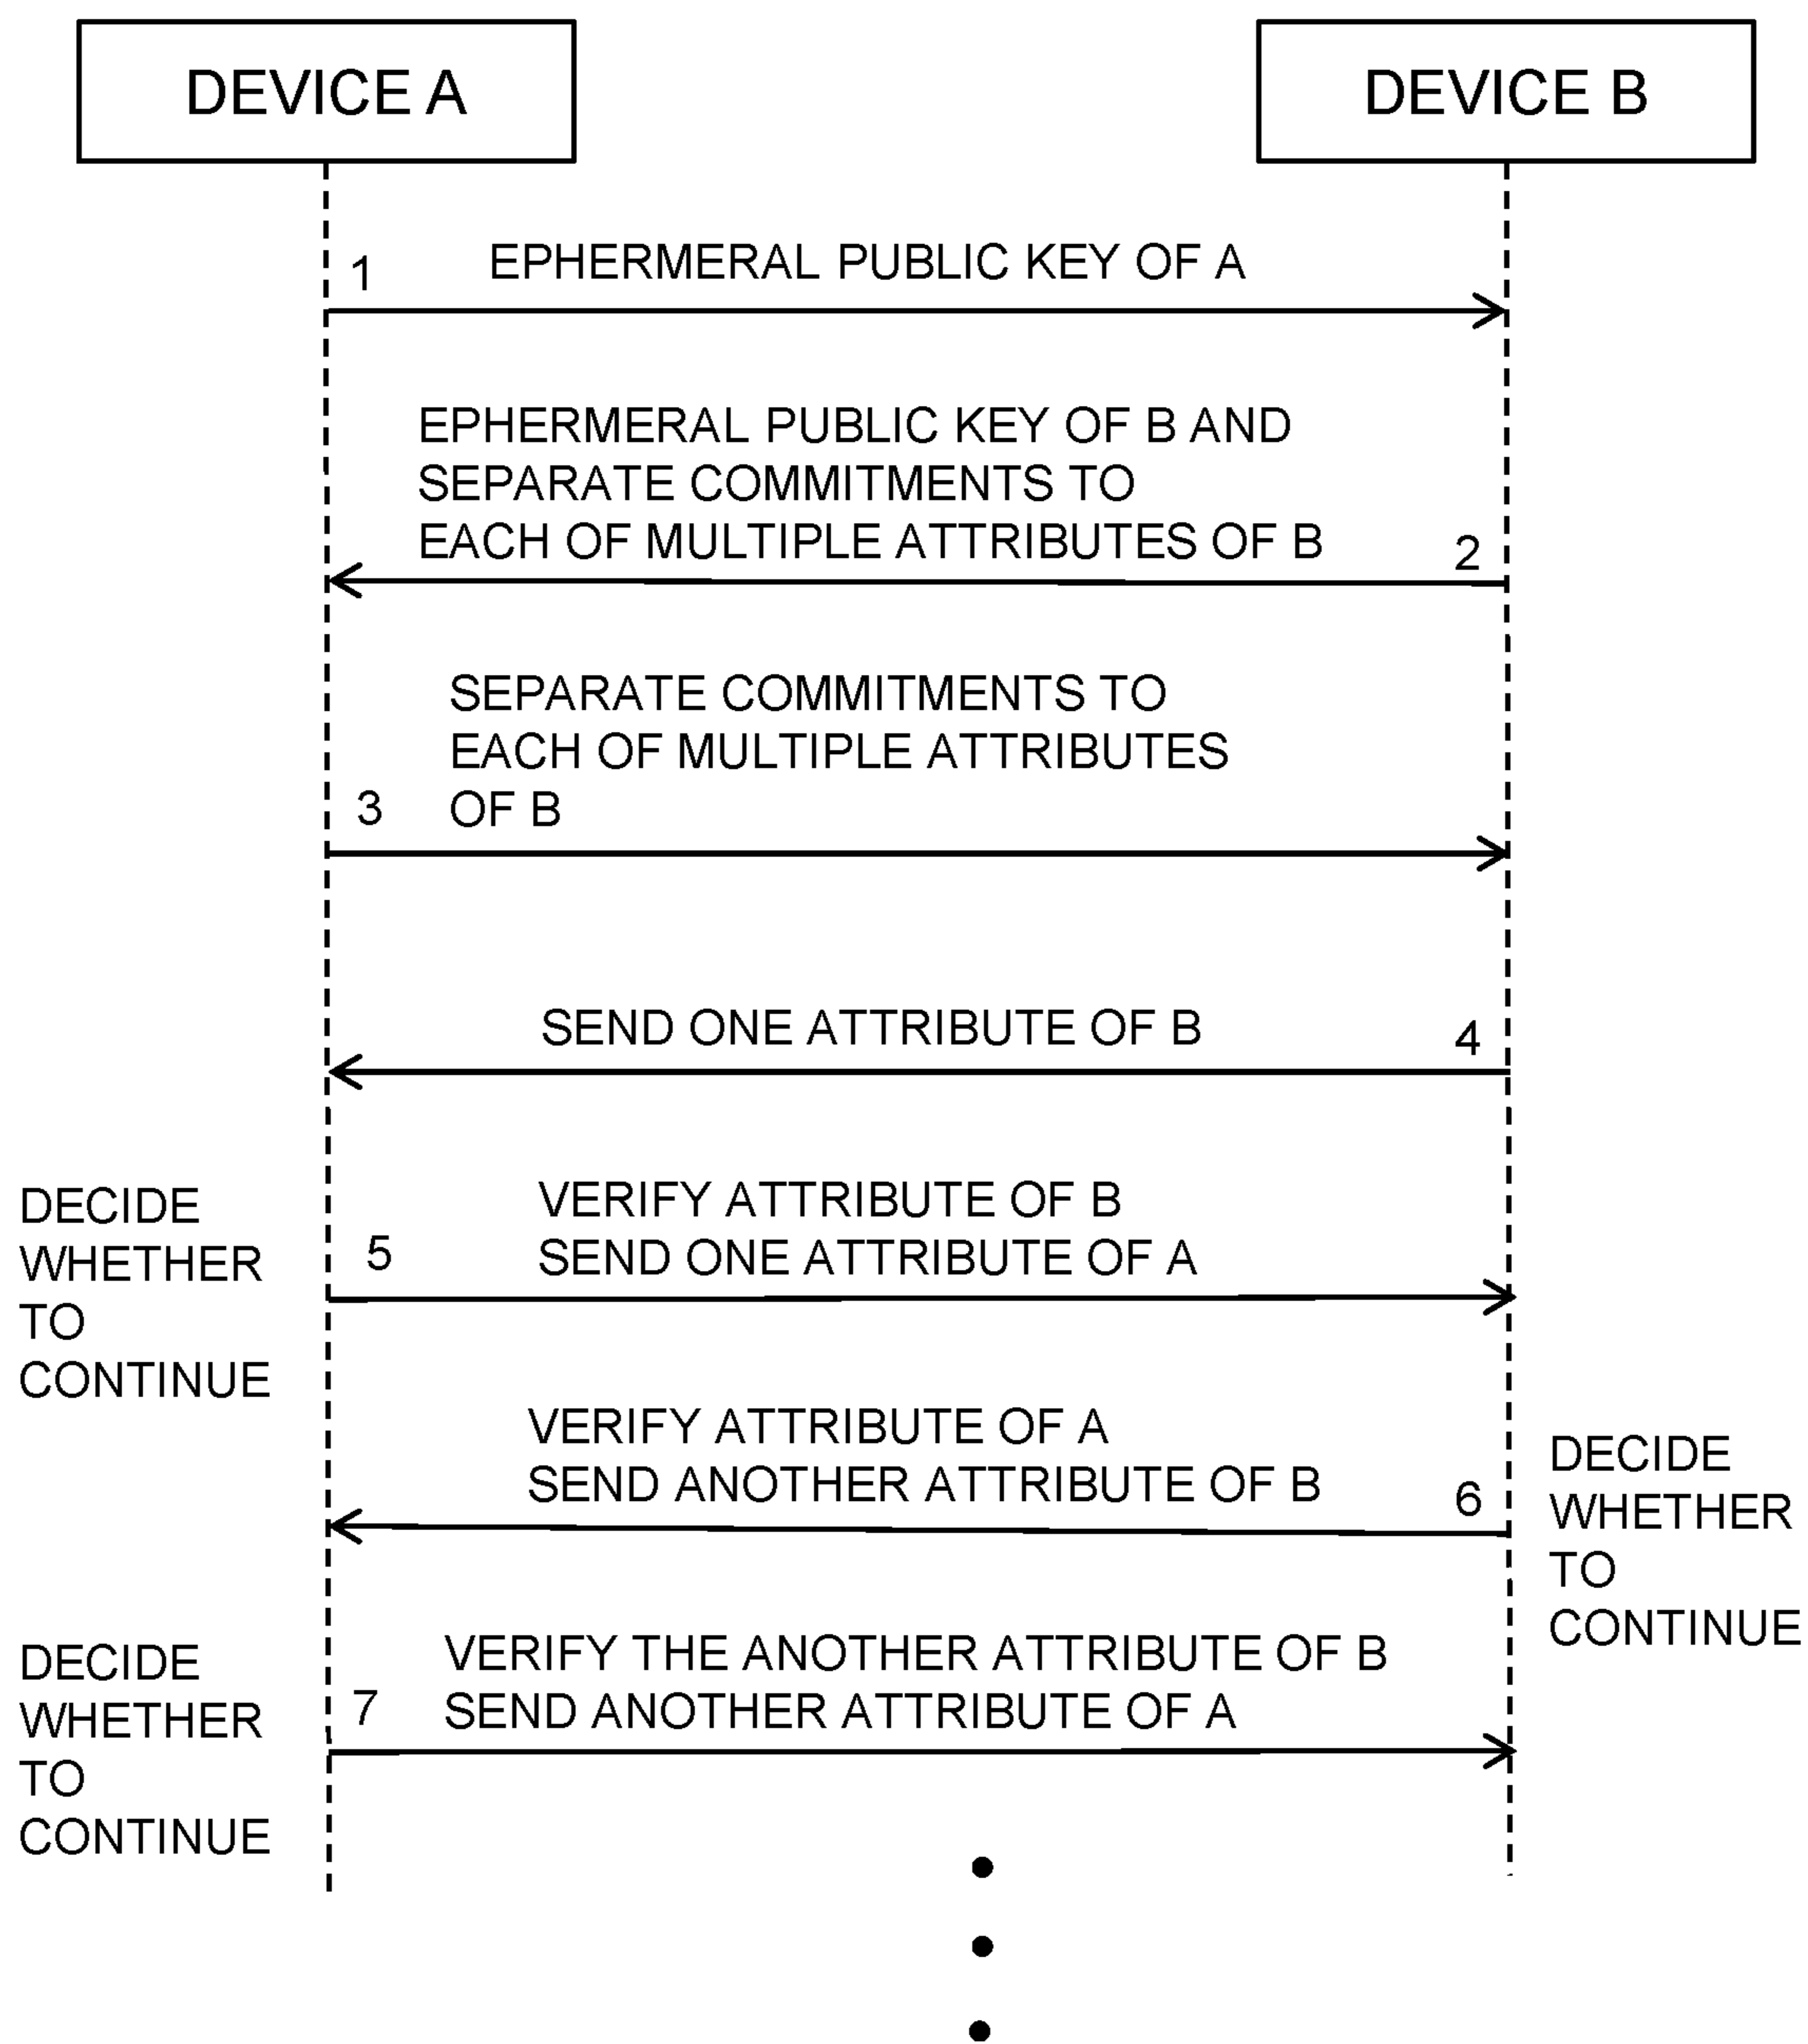 DEVICE A
DEVICE B
1
EPHERMERAL PUBLIC KEY OF A
EPHERMERAL PUBLIC KEY OF B AND
SEPARATE COMMITMENTS TO
EACH OF MULTIPLE ATTRIBUTES OF B
2
SEPARATE COMMITMENTS TO
EACH OF MULTIPLE ATTRIBUTES
3
OF B
SEND ONE ATTRIBUTE OF B
4
DECIDE
WHETHER
TO
CONTINUE
5
VERIFY ATTRIBUTE OF B
SEND ONE ATTRIBUTE OF A
VERIFY ATTRIBUTE OF A
SEND ANOTHER ATTRIBUTE OF B
6
DECIDE
WHETHER
TO
CONTINUE
DECIDE
WHETHER
TO
CONTINUE
7
VERIFY THE ANOTHER ATTRIBUTE OF B
SEND ANOTHER ATTRIBUTE OF A